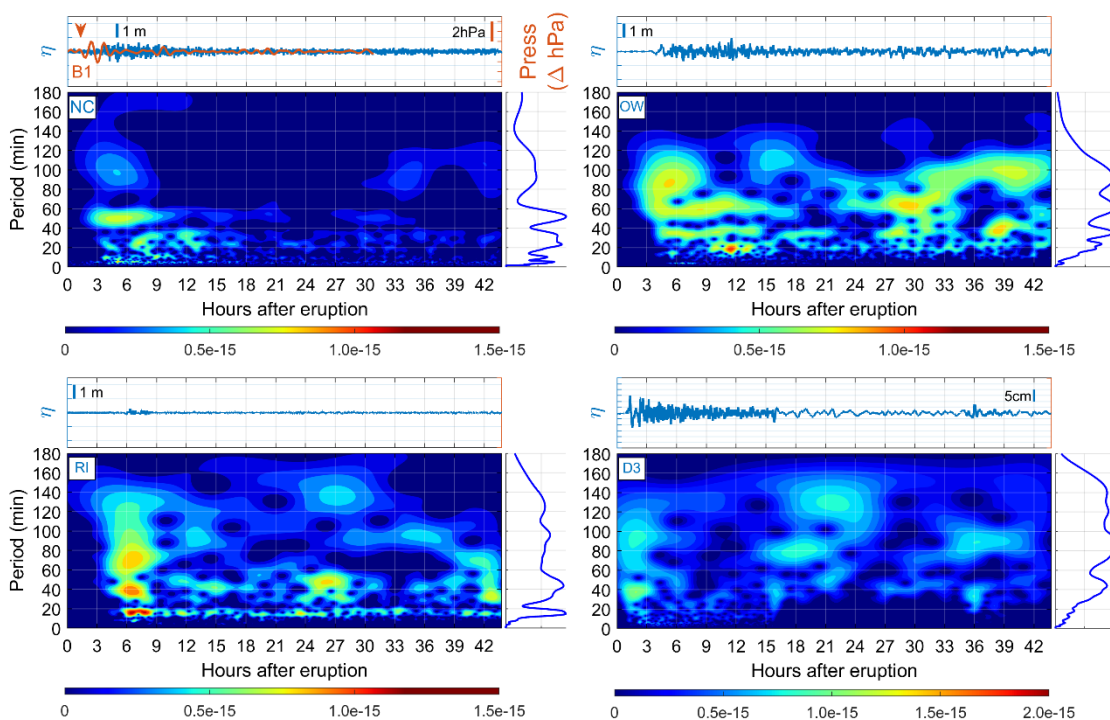 η
B1
1 m
2hPa
Press
(Δ hPa)
Period (min)
180
160
140
120
100
80
60
40
20
0
NC
0 3 6 9 12 15 18 21 24 27 30 33 36 39 42
Hours after eruption
0 0.5e-15 1.0e-15 1.5e-15
η
1 m
180
160
140
120
100
80
60
40
20
0
OW
0 3 6 9 12 15 18 21 24 27 30 33 36 39 42
Hours after eruption
0 0.5e-15 1.0e-15 1.5e-15
η
1 m
Period (min)
180
160
140
120
100
80
60
40
20
0
RI
0 3 6 9 12 15 18 21 24 27 30 33 36 39 42
Hours after eruption
0 0.5e-15 1.0e-15 1.5e-15
η
5cm
180
160
140
120
100
80
60
40
20
0
D3
0 3 6 9 12 15 18 21 24 27 30 33 36 39 42
Hours after eruption
0 0.5e-15 1.0e-15 1.5e-15 2.0e-15